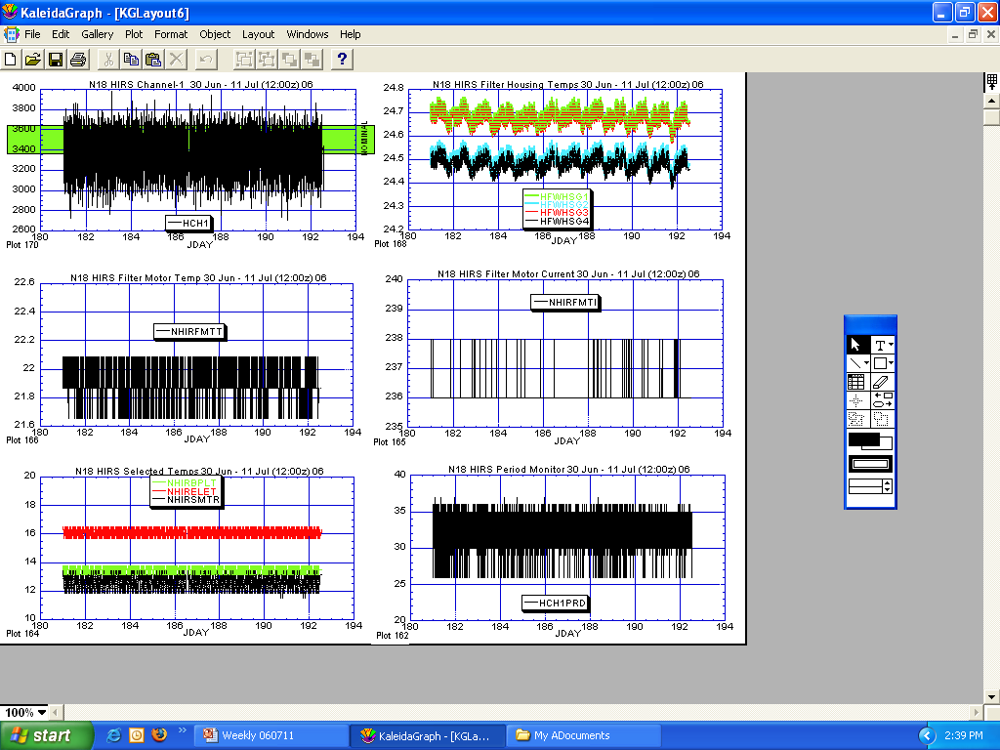 KaleidaGraph - [KGLayout6]
File Edit Gallery Plot Format Object Layout Windows Help
N18 HIRS Channel-1 30 Jun - 11 Jul (12:00z) 06
4000
3800
3600
3400
3200
3000
2800
2600
NOMINAL
HCH1
180 182 184 186 188 190 192 194
JDAY
Plot 170
N18 HIRS Filter Housing Temps 30 Jun - 11 Jul (12:00z) 06
24.8
24.7
24.6
24.5
24.4
24.3
24.2
HFWHSG1
HFWHSG2
HFWHSG3
HFWHSG4
180 182 184 186 188 190 192 194
JDAY
Plot 168
N18 HIRS Filter Motor Temp 30 Jun - 11 Jul (12:00z) 06
22.6
22.4
22.2
22
21.8
21.6
NHIRFMTT
180 182 184 186 188 190 192 194
JDAY
Plot 166
N18 HIRS Filter Motor Current 30 Jun - 11 Jul (12:00z) 06
240
239
238
237
236
235
NHIRFMTI
180 182 184 186 188 190 192 194
JDAY
Plot 165
N18 HIRS Selected Temps 30 Jun - 11 Jul (12:00z) 06
20
18
16
14
12
10
NHIRBPLT
NHIRELET
NHIRSMTR
180 182 184 186 188 190 192 194
JDAY
Plot 164
N18 HIRS Period Monitor 30 Jun - 11 Jul (12:00z) 06
40
35
30
25
20
HCH1PRD
180 182 184 186 188 190 192 194
JDAY
Plot 162
T
100%
start
Weekly 060711
KaleidaGraph - [KGLa...
My ADocuments
2:39 PM